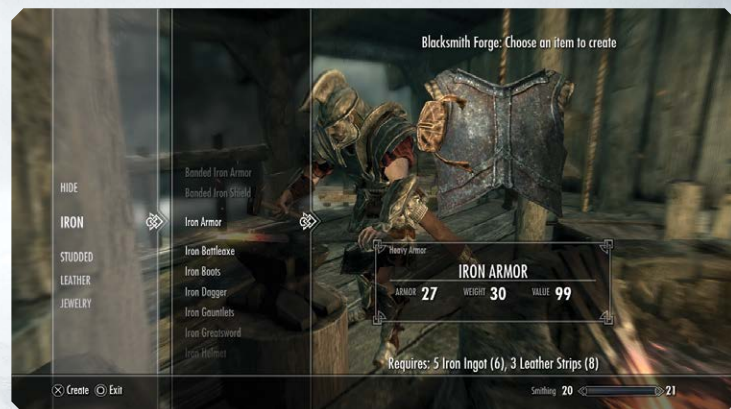 Blacksmith Forge: Choose an item to create
HIDE
IRON
STUDDED
LEATHER
JEWELRY
Banded Iron Armor
Banded Iron Shield
Iron Armor
Iron Battleaxe
Iron Boots
Iron Dagger
Iron Gauntlets
Iron Greatsword
Iron Helmet
Heavy Armor
IRON ARMOR
ARMOR 27 WEIGHT 30 VALUE 99
Requires: 5 Iron Ingot (6), 3 Leather Strips (8)
X Create O Exit
Smithing 20 21